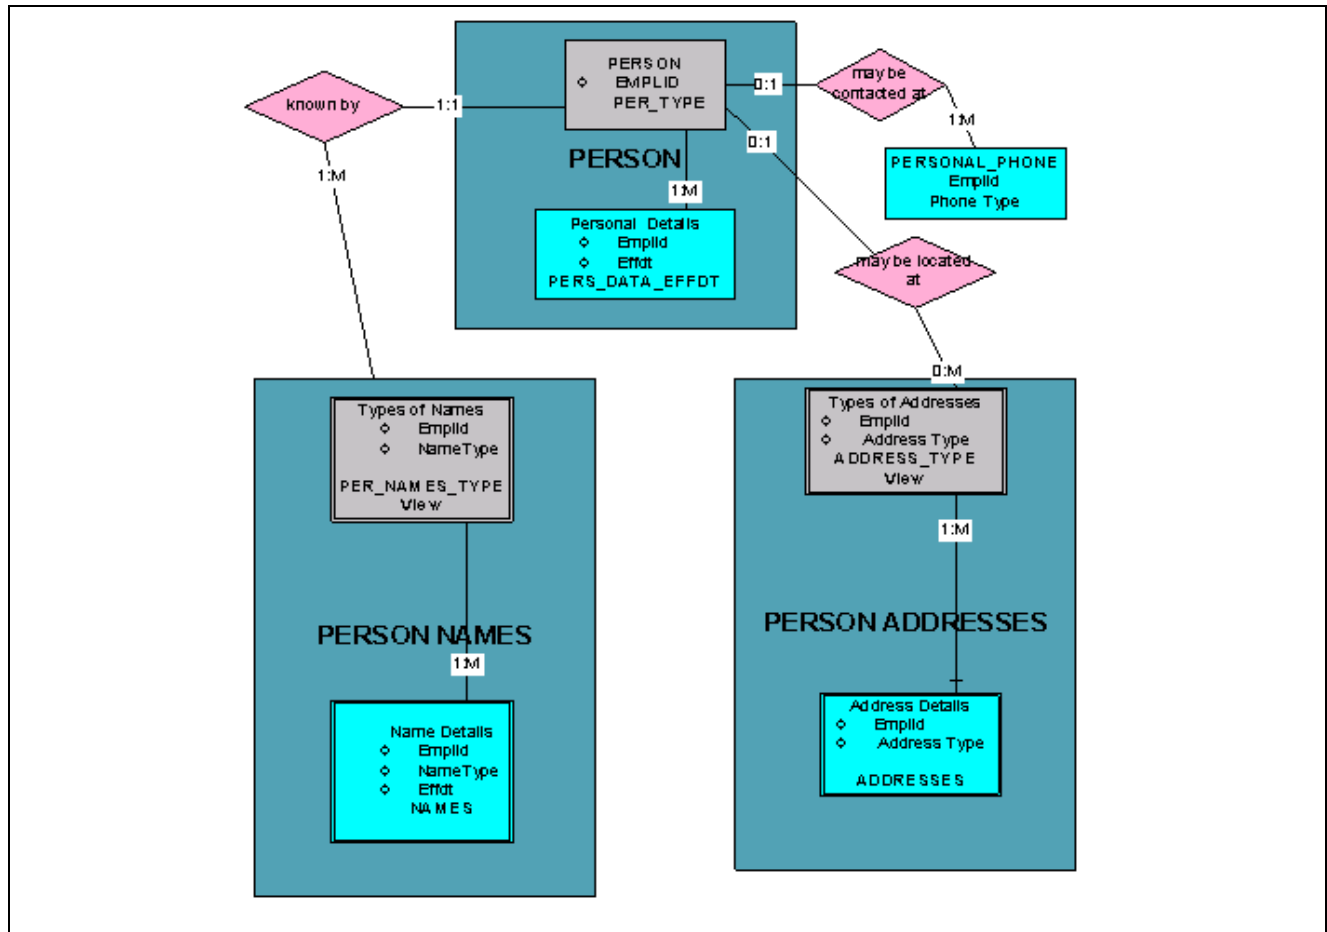 PERSON
EMPLID
PER_TYPE
may be
contacted at
0:1
known by
1:1
1:M
0:1
PERSON
PERSONAL_PHONE
Emplid
Phone Type
1:M
1:M
Personal Details
Emplid
Effdt
PERS_DATA_EFFDT
may be located
at
0:M
Types of Names
Emplid
NameType
PER_NAMES_TYPE
View
Types of Addresses
Emplid
Address Type
ADDRESS_TYPE
View
1:M
PERSON NAMES
PERSON ADDRESSES
1:M
Name Details
Emplid
NameType
Effdt
NAMES
Address Details
Emplid
Address Type
ADDRESSES